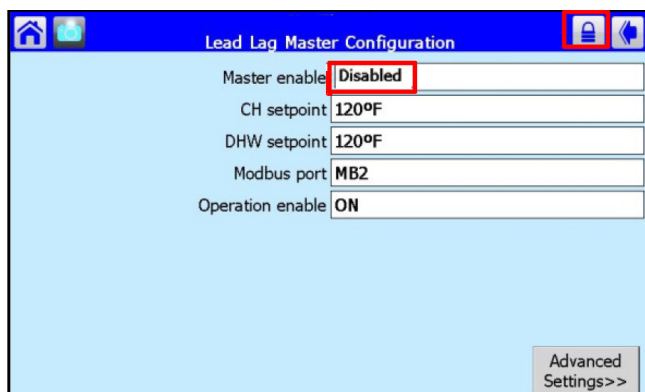 Lead Lag Master Configuration
Master enable Disabled
CH setpoint 120ºF
DHW setpoint 120ºF
Modbus port MB2
Operation enable ON
Advanced
Settings>>